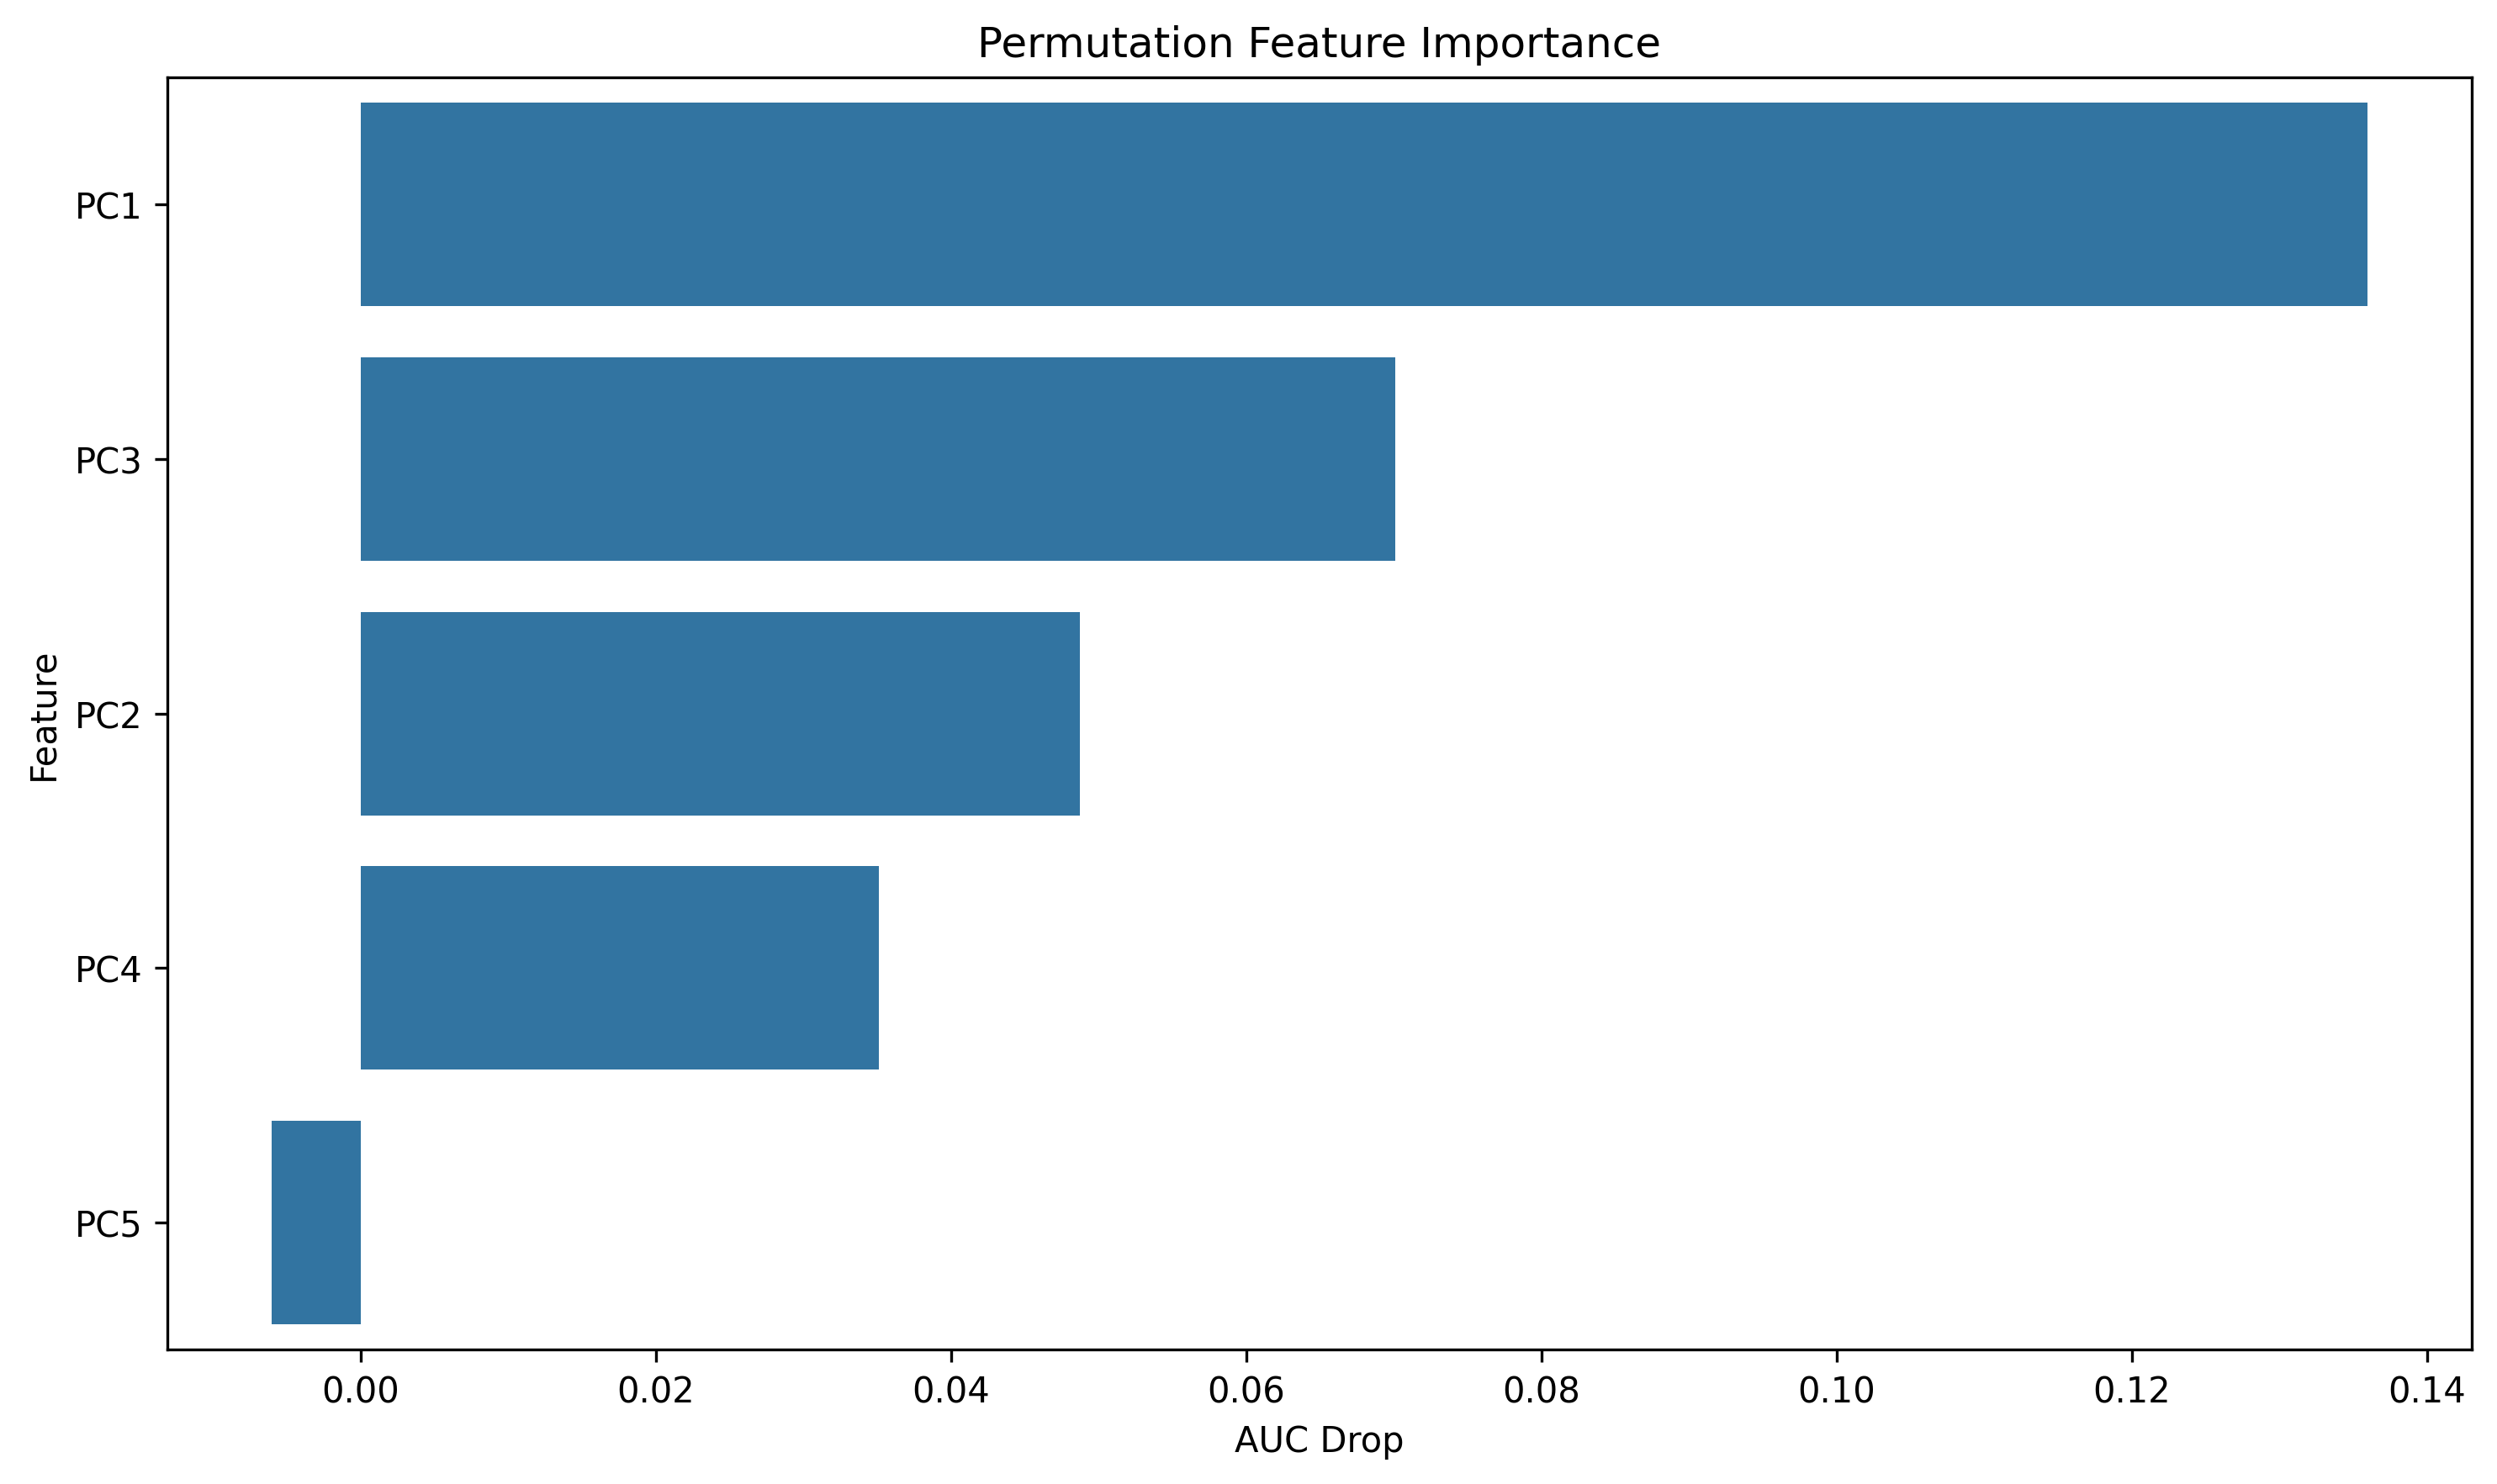 Permutation Feature Importance
Feature
PC1
PC3
PC2
PC4
PC5
0.00 0.02 0.04 0.06 0.08 0.10 0.12 0.14
AUC Drop